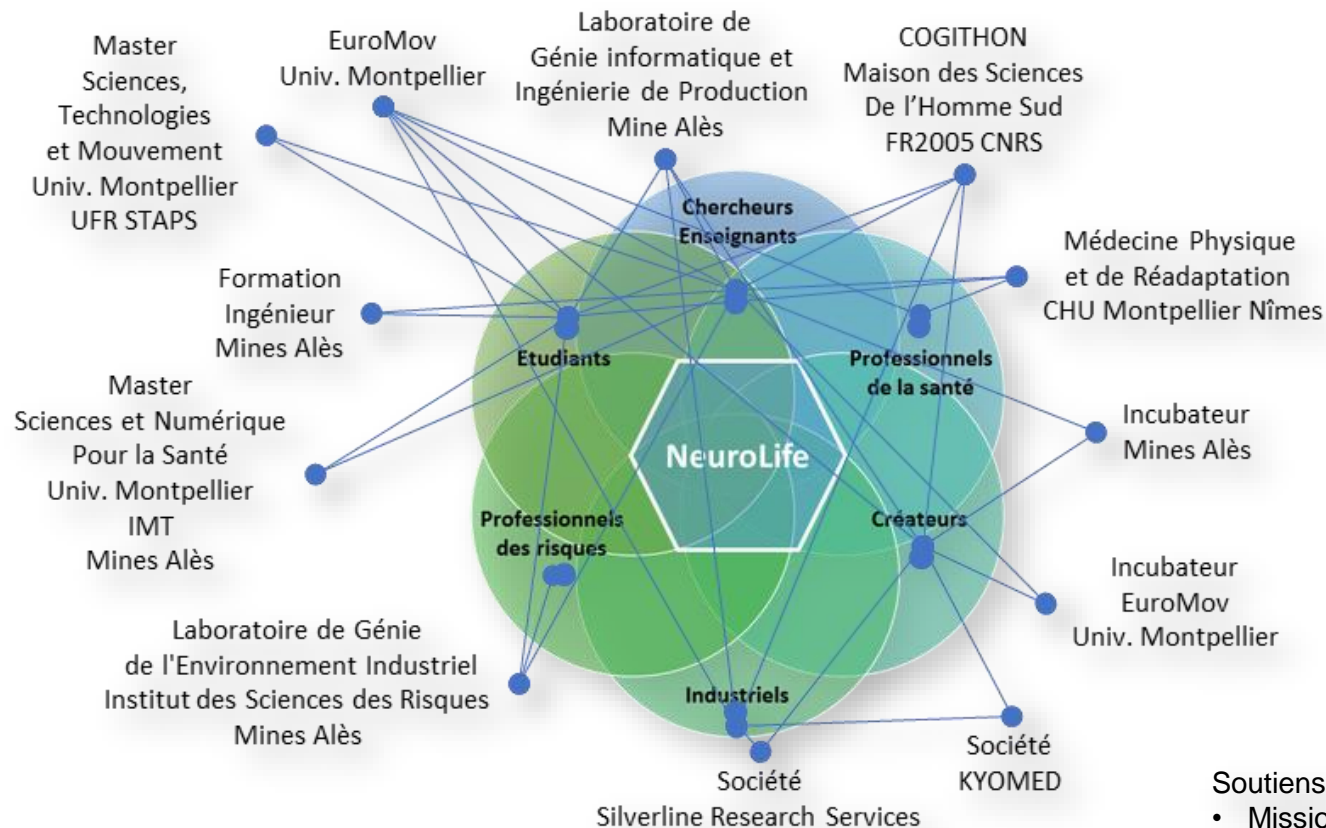 Master
Sciences,
Technologies
et Mouvement
Univ. Montpellier
UFR STAPS
EuroMov
Univ. Montpellier
Laboratoire de
Génie informatique et
Ingénierie de Production
Mine Alès
COGITHON
Maison des Sciences
De l'Homme Sud
FR2005 CNRS
Chercheurs
Enseignants
Médecine Physique
et de Réadaptation
CHU Montpellier Nîmes
Formation
Ingénieur
Mines Alès
Etudiants
Professionnels
de la santé
Master
Sciences et Numérique
Pour la Santé
Univ. Montpellier
IMT
Mines Alès
NeuroLife
Incubateur
Mines Alès
Professionnels
des risques
Créateurs
Incubateur
EuroMov
Univ. Montpellier
Laboratoire de Génie
de l'Environnement Industriel
Institut des Sciences des Risques
Mines Alès
Industriels
Société
Silverline Research Services
Société
KYOMED
Soutiens
• Missio